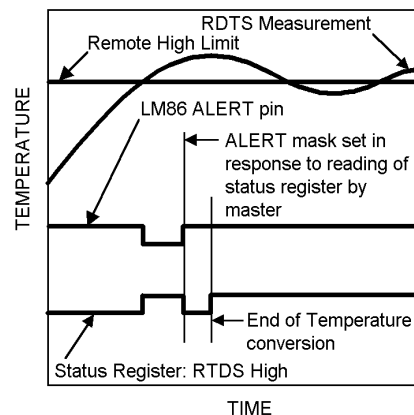 RDTS Measurement
Remote High Limit
LM86 ALERT pin
ALERT mask set in
response to reading of
status register by
master
TEMPERATURE
End of Temperature
conversion
Status Register: RTDS High
TIME